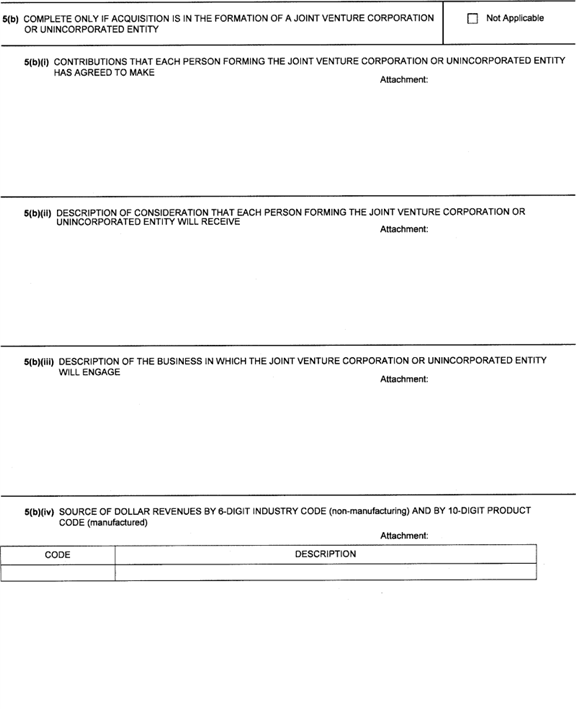 5(b) COMPLETE ONLY IF ACQUISITION IS IN THE FORMATION OF A JOINT VENTURE CORPORATION
OR UNINCORPORATED ENTITY
Not Applicable
5(b)(i) CONTRIBUTIONS THAT EACH PERSON FORMING THE JOINT VENTURE CORPORATION OR UNINCORPORATED ENTITY
HAS AGREED TO MAKE
Attachment:
5(b)(ii) DESCRIPTION OF CONSIDERATION THAT EACH PERSON FORMING THE JOINT VENTURE CORPORATION OR
UNINCORPORATED ENTITY WILL RECEIVE
Attachment:
5(b)(iii) DESCRIPTION OF THE BUSINESS IN WHICH THE JOINT VENTURE CORPORATION OR UNINCORPORATED ENTITY
WILL ENGAGE
Attachment:
5(b)(iv) SOURCE OF DOLLAR REVENUES BY 6-DIGIT INDUSTRY CODE (non-manufacturing) AND BY 10-DIGIT PRODUCT
CODE (manufactured)
Attachment:
CODE DESCRIPTION